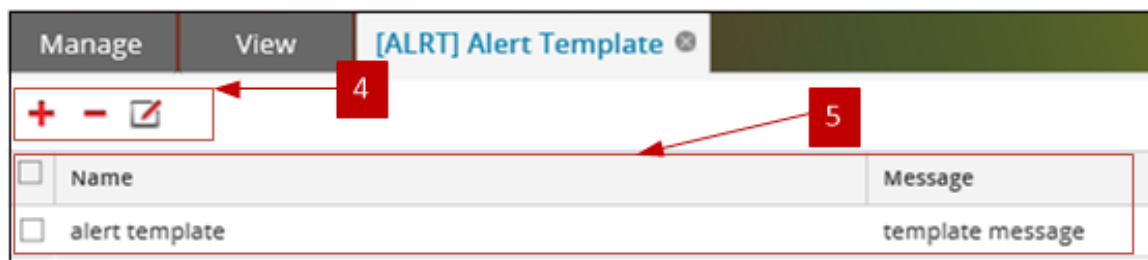 Manage View [ALRT] Alert Template
4
5
Name Message
alert template template message